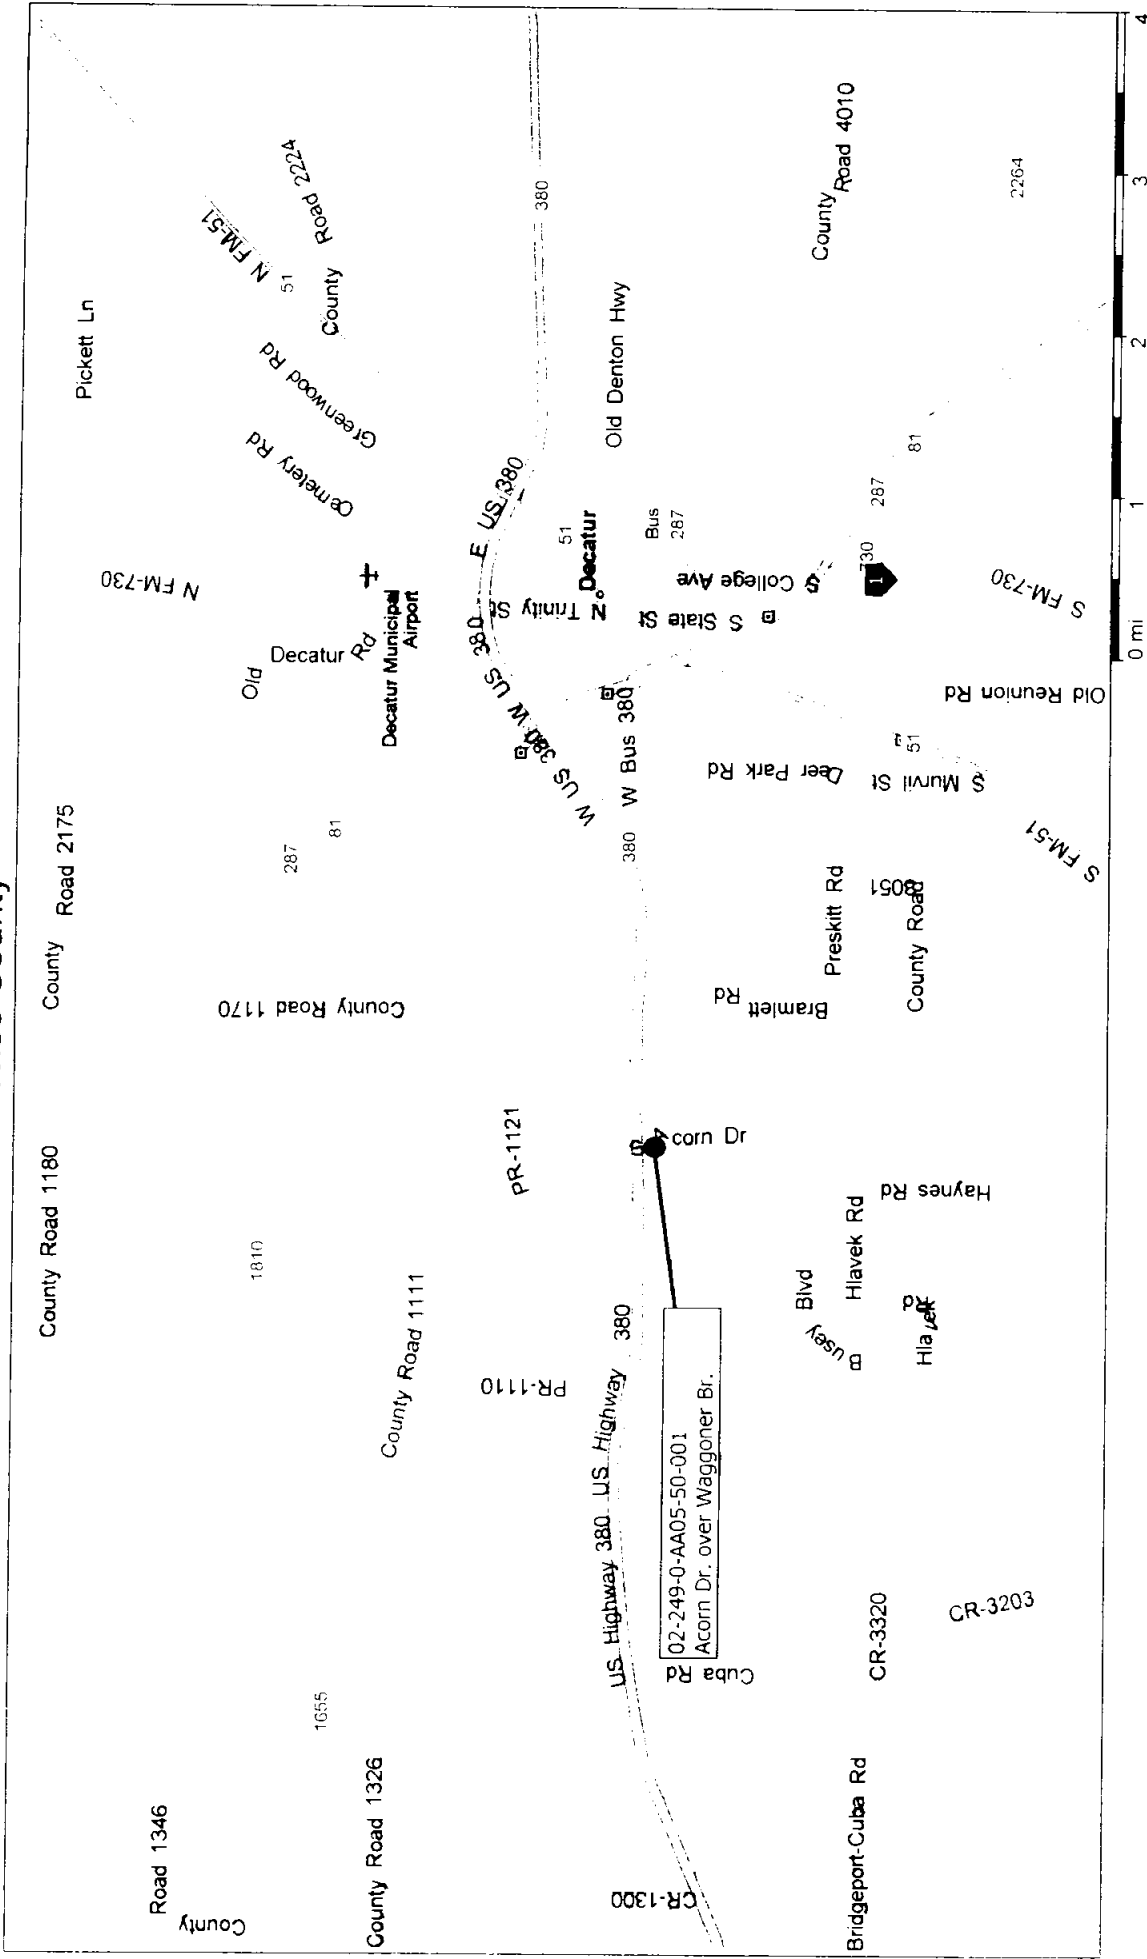 County
Road 1346
County Road 1326
1655
County Road 1180
1810
County Road 1111
PR-1110
PR-1121
County Road 2175
County Road 1170
287
81
Old
Decatur
Rd
Decatur Municipal
Airport
N FM-730
Cemetery Rd
Greenwood Rd
Pickett Ln
N FM-51
51
County Road 2224
CR-1300
US Highway 380
US Highway
380
Cuba Rd
02-249-0-AA05-50-001
Acorn Dr. over Waggoner Br.
Acorn Dr
380
W Bus 380
W US 380
W US 380
E US 380
380
N Trinity St
51
Decatur
Bus
287
Old Denton Hwy
S State St
S College Ave
Bridgeport-Cuba Rd
CR-3320
CR-3203
Busey
Blvd
Hlavek Rd
Hlavek
Rd
Haynes Rd
Bramlett Rd
Preskitt Rd
County Road
3051
Deer Park Rd
S Murvil St
51
S FM-51
Old Reunion Rd
730
1
287
81
S FM-730
County
Road 4010
2264
0 mi
1
2
3
4